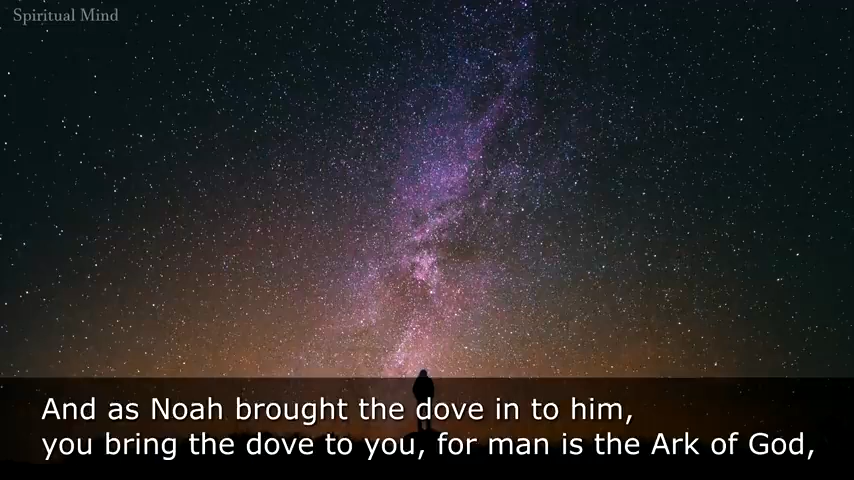 Spiritual Mind
And as Noah brought the dove in to him,
you bring the dove to you, for man is the Ark of God,